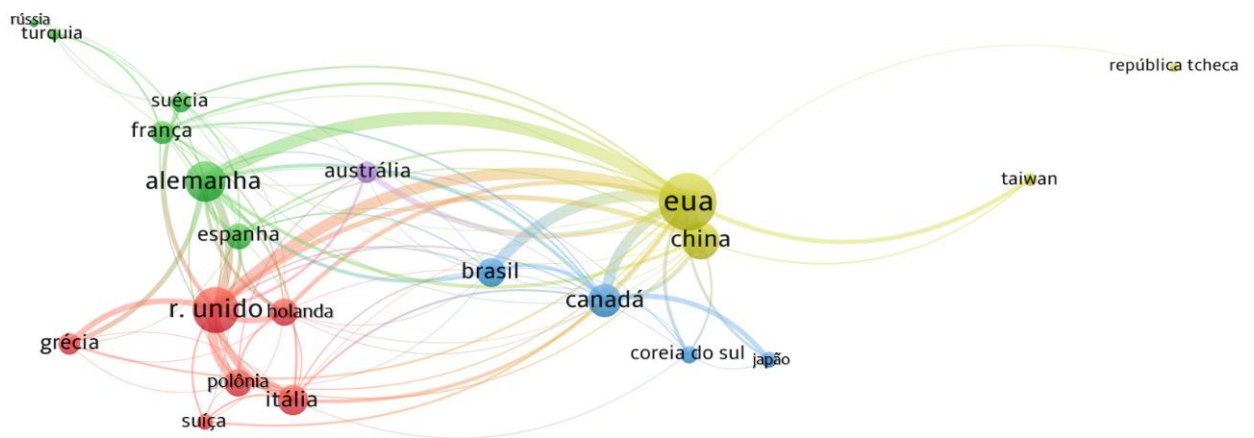 rússia
turquia
república tcheca
suécia
frança
austrália
taiwan
alemanha
eua
espanha
china
brasil
canadá
r. unido
holanda
grécia
coreia do sul
japão
polônia
itália
suíça